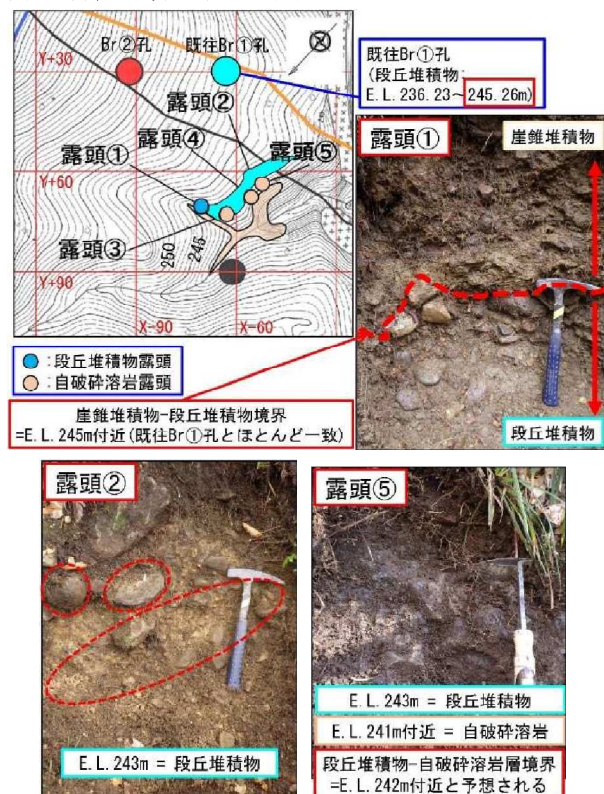 Br②孔
既往Br①孔
Y+30
露頭②
露頭④
露頭①
露頭⑤
Y+60
露頭③
250
245
Y+90
X-90
X-60
既往Br①孔
(段丘堆積物:
E.L.236.23～245.26m)
:段丘堆積物露頭
:自破砕溶岩露頭
崖錐堆積物-段丘堆積物境界
=E.L.245m付近(既往Br①孔とほとんど一致)
露頭①
崖錐堆積物
段丘堆積物
露頭②
E.L.243m = 段丘堆積物
露頭⑤
E.L.243m = 段丘堆積物
E.L.241m付近 = 自破砕溶岩
段丘堆積物-自破砕溶岩層境界
=E.L.242m付近と予想される